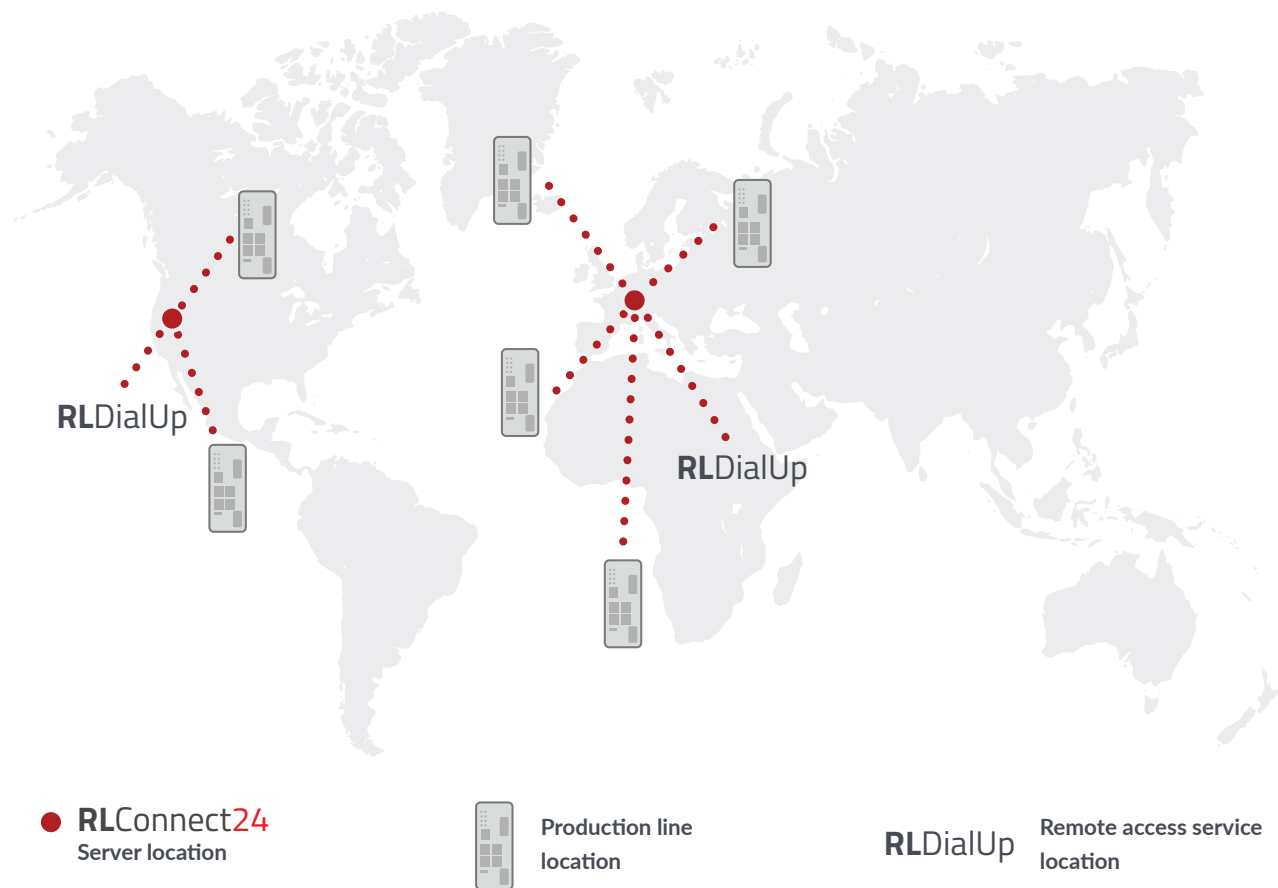 RLDialUp
RLDialUp
RLConnect24
Server location
Production line
location
RLDialUp
Remote access service
location